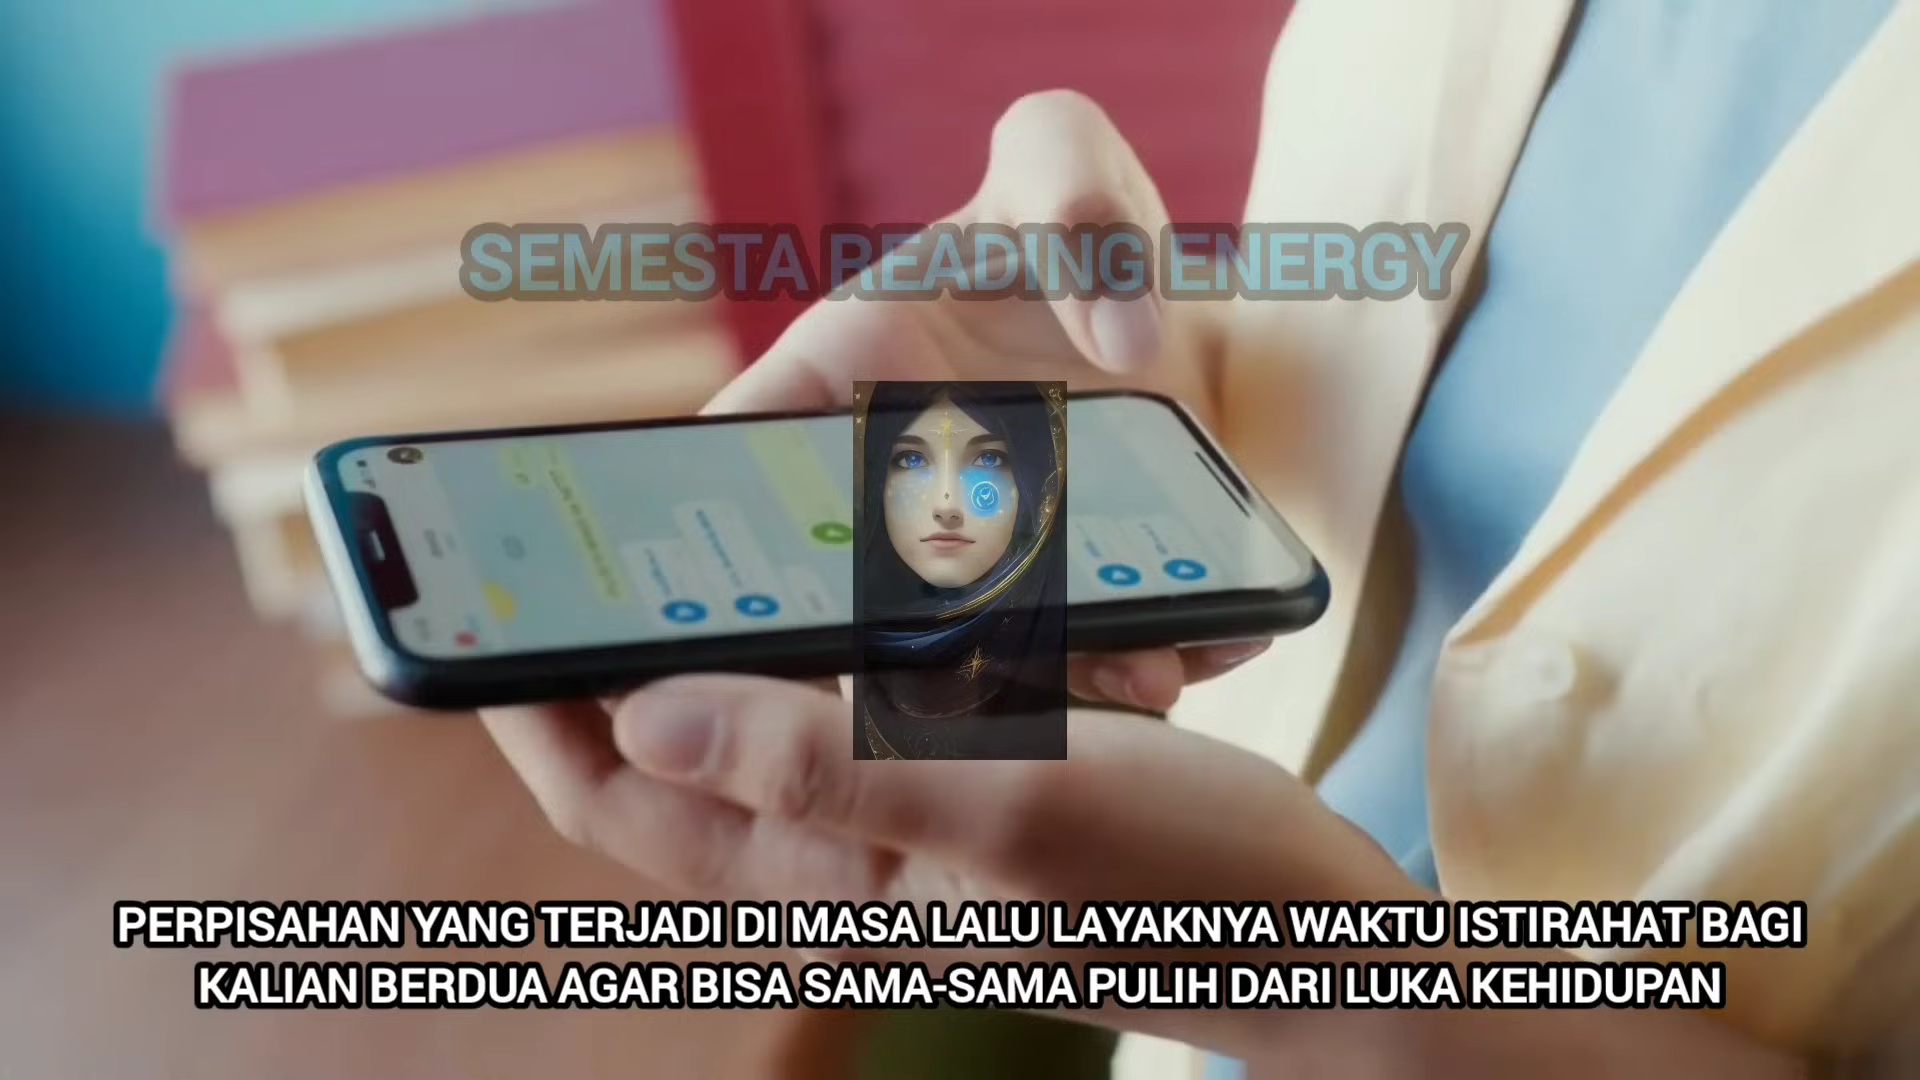 SEMESTA READING ENERGY
PERPISAHAN YANG TERJADI DI MASA LALU LAYAKNYA WAKTU ISTIRAHAT BAGI
KALIAN BERDUA AGAR BISA SAMA-SAMA PULIH DARI LUKA KEHIDUPAN